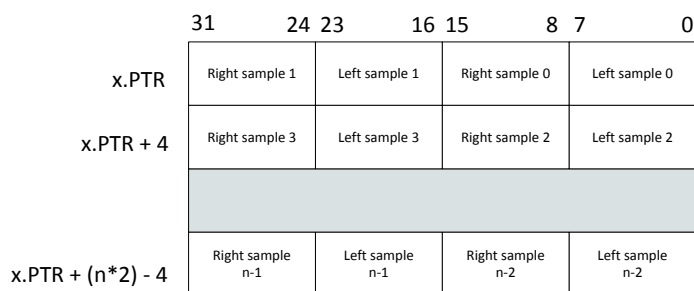 31 24 23 16 15 8 7 0
x.PTR Right sample 1 Left sample 1 Right sample 0 Left sample 0
x.PTR + 4 Right sample 3 Left sample 3 Right sample 2 Left sample 2
x.PTR + (n*2) - 4 Right sample Left sample Right sample Left sample
n-1 n-1 n-2 n-2